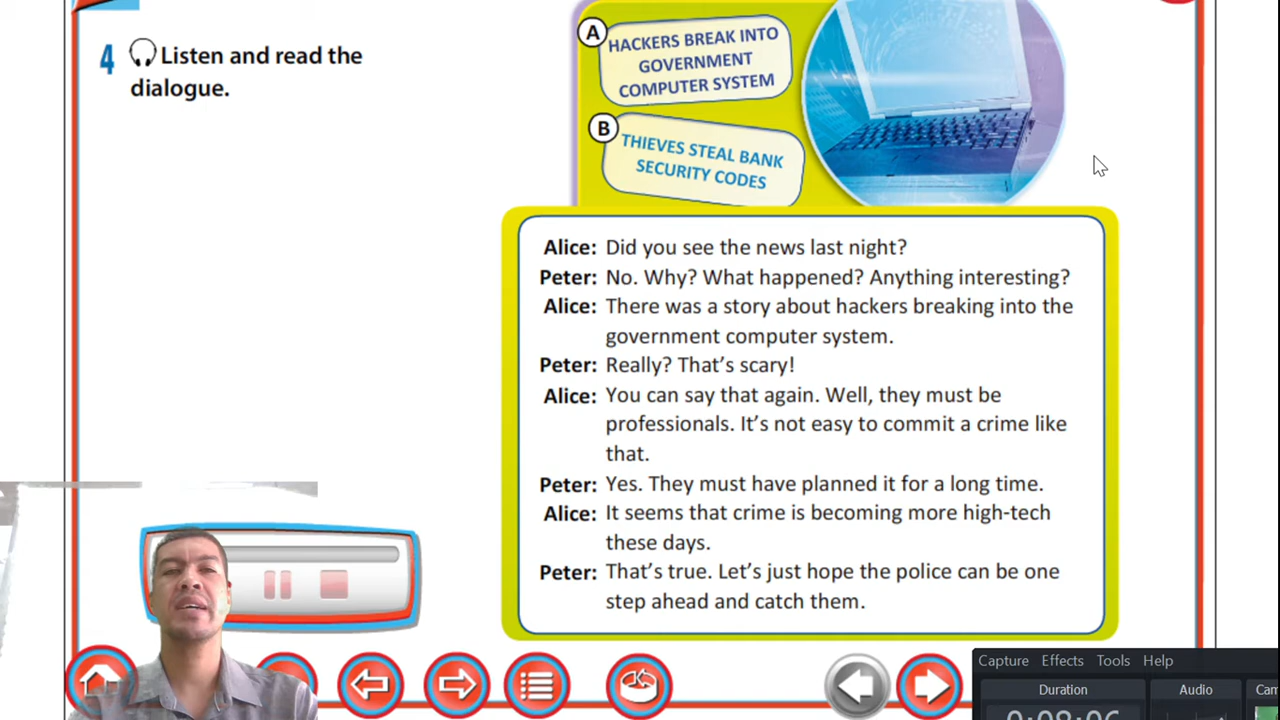 4 Listen and read the
dialogue.
A
HACKERS BREAK INTO
GOVERNMENT
COMPUTER SYSTEM
B
THIEVES STEAL BANK
SECURITY CODES
Alice: Did you see the news last night?
Peter: No. Why? What happened? Anything interesting?
Alice: There was a story about hackers breaking into the
government computer system.
Peter: Really? That's scary!
Alice: You can say that again. Well, they must be
professionals. It's not easy to commit a crime like
that.
Peter: Yes. They must have planned it for a long time.
Alice: It seems that crime is becoming more high-tech
these days.
Peter: That's true. Let's just hope the police can be one
step ahead and catch them.
Capture Effects Tools Help
Duration Audio Cam
0:08:06